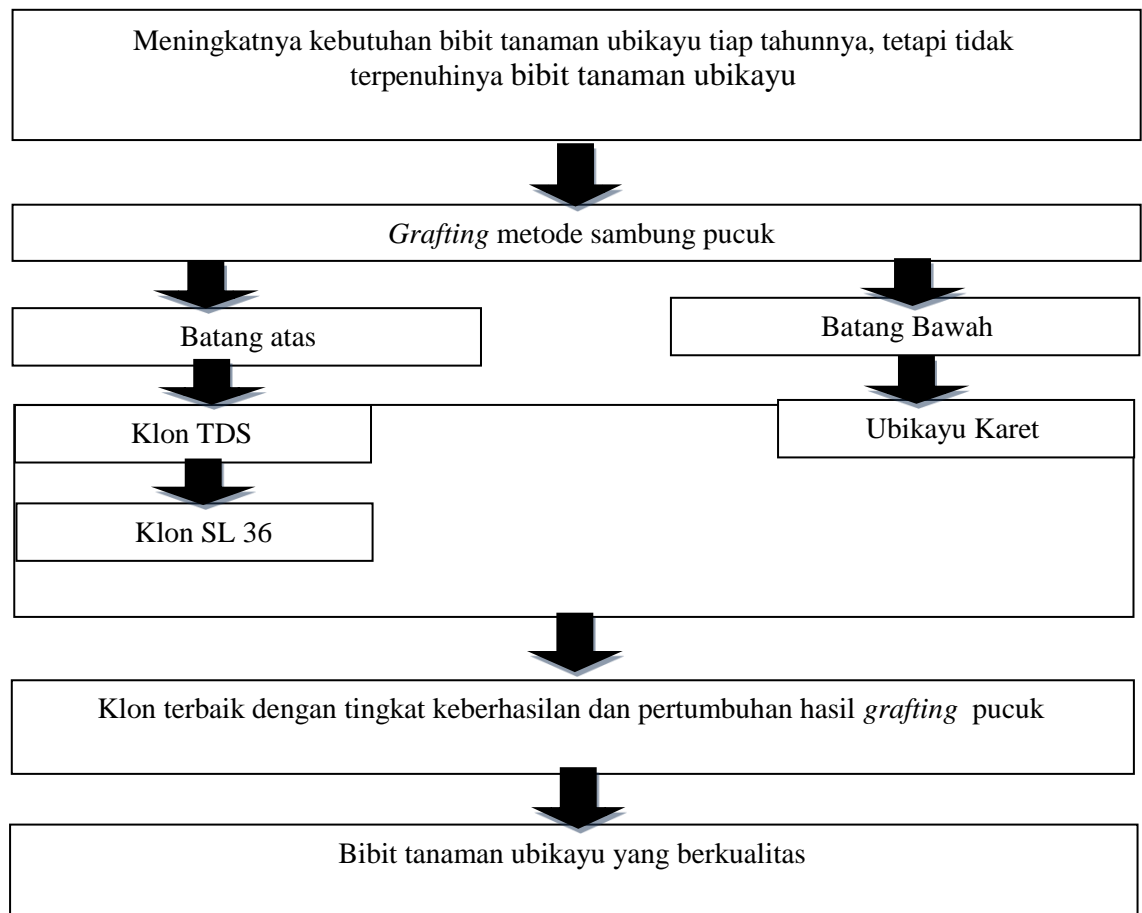 Meningkatnya kebutuhan bibit tanaman ubikayu tiap tahunnya, tetapi tidak
terpenuhinya bibit tanaman ubikayu
Grafting metode sambung pucuk
Batang atas
Batang Bawah
Klon TDS
Ubikayu Karet
Klon SL 36
Klon terbaik dengan tingkat keberhasilan dan pertumbuhan hasil grafting pucuk
Bibit tanaman ubikayu yang berkualitas